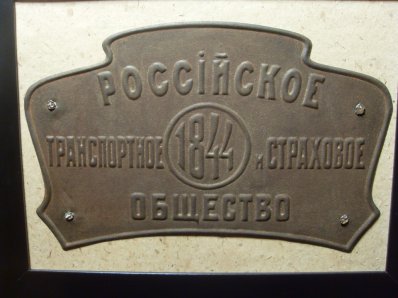 РОССІЙСКОЕ
ТРАНСПОРТНОЕ 1844 и СТРАХОВОЕ
ОБЩЕСТВО